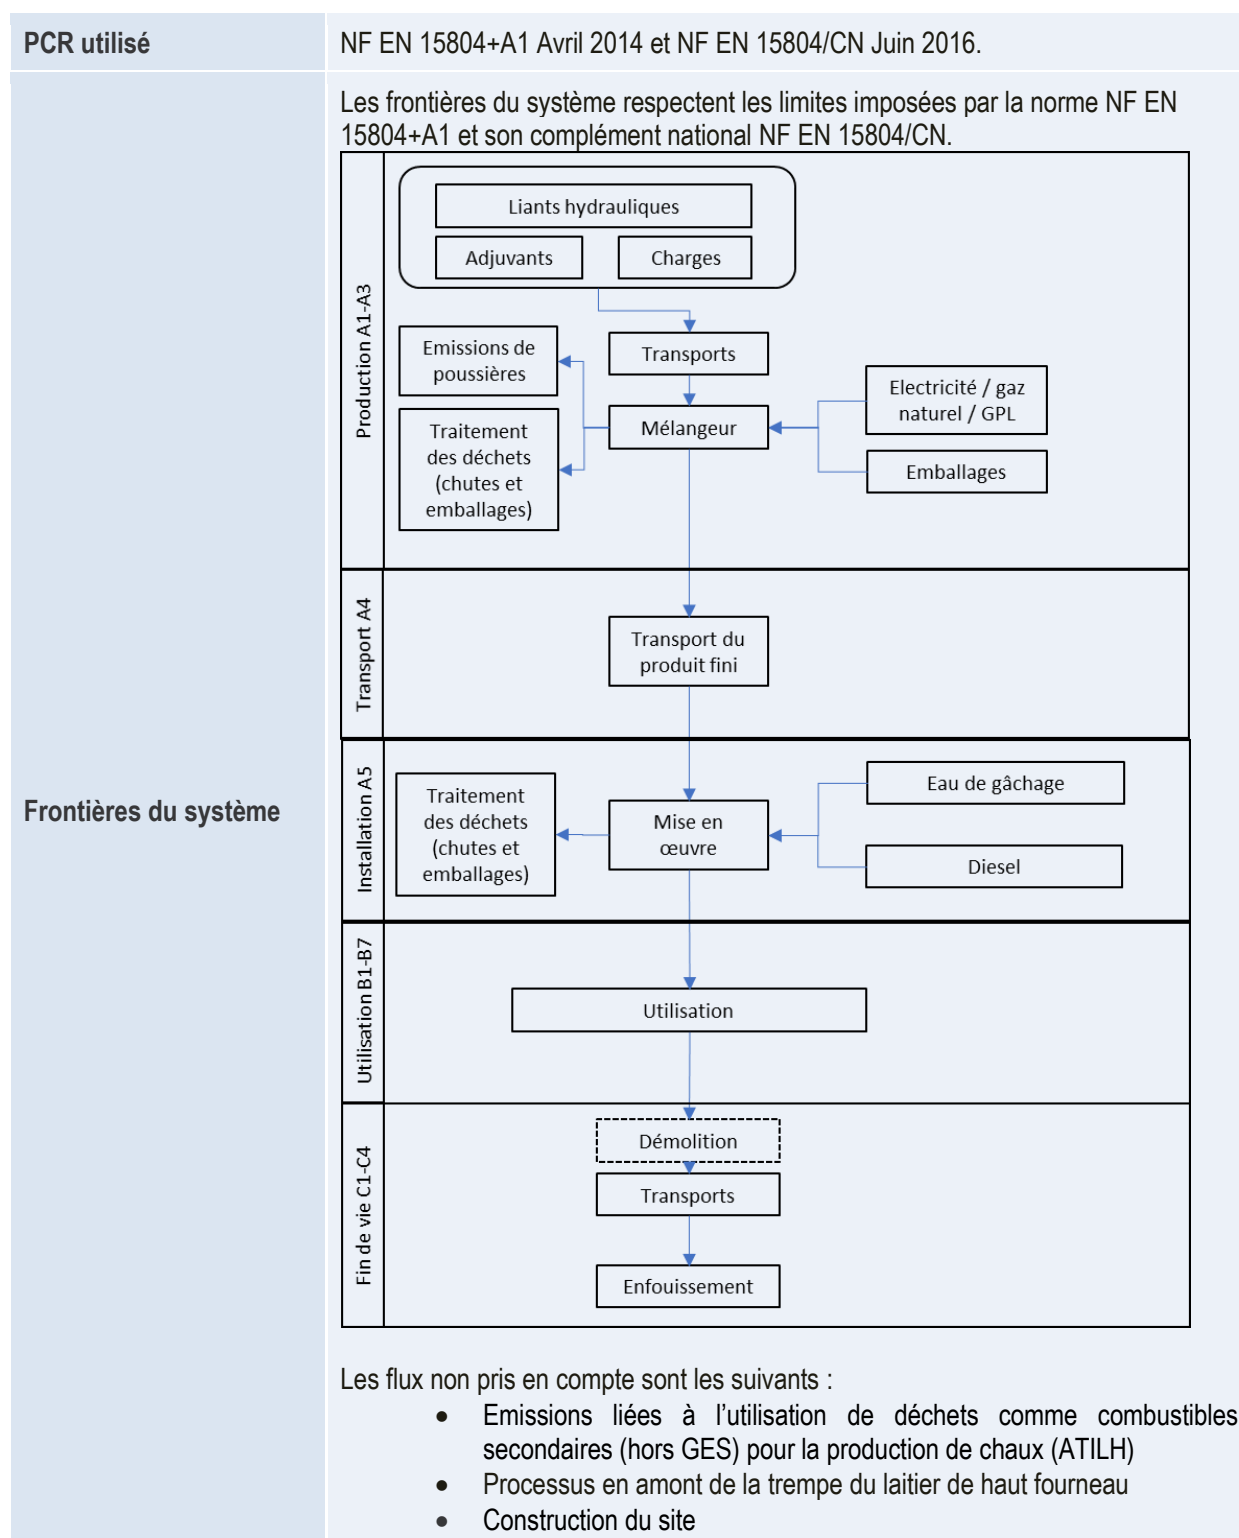 PCR utilisé
NF EN 15804+A1 Avril 2014 et NF EN 15804/CN Juin 2016.
Frontières du système
Les frontières du système respectent les limites imposées par la norme NF EN
15804+A1 et son complément national NF EN 15804/CN.
Production A1-A3
Liants hydrauliques
Adjuvants
Charges
Transports
Emissions de
poussières
Mélangeur
Electricité / gaz
naturel / GPL
Traitement
des déchets
(chutes et
emballages)
Emballages
Transport A4
Transport du
produit fini
Installation A5
Traitement
des déchets
(chutes et
emballages)
Mise en
œuvre
Eau de gâchage
Diesel
Utilisation B1-B7
Utilisation
Fin de vie C1-C4
Démolition
Transports
Enfouissement
Les flux non pris en compte sont les suivants :
• Emissions liées à l’utilisation de déchets comme combustibles
secondaires (hors GES) pour la production de chaux (ATILH)
• Processus en amont de la trempe du laitier de haut fourneau
• Construction du site